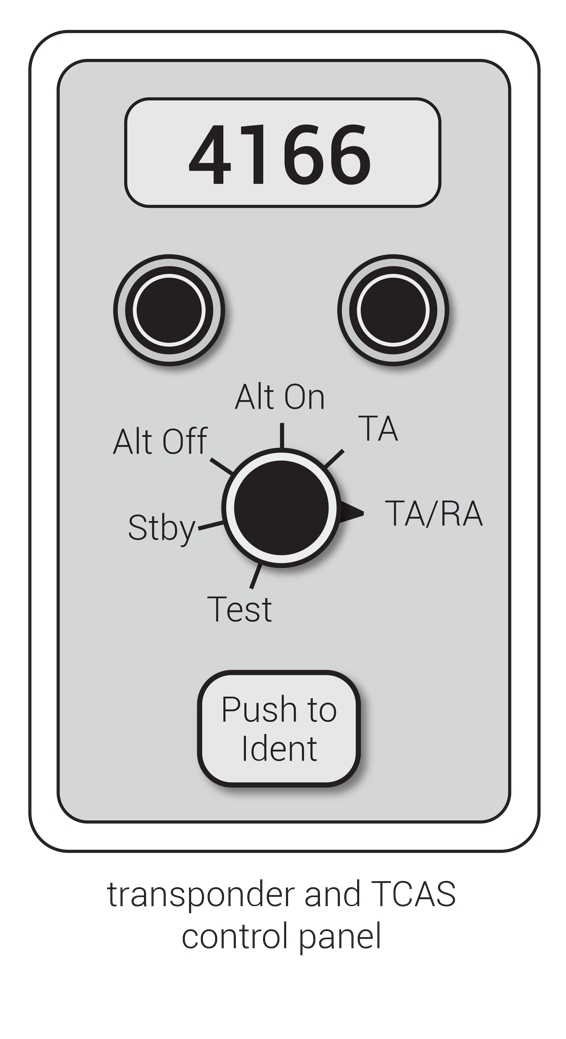 4166
Alt On
TA
Alt Off
TA/RA
Stby
Test
Push to
Ident
transponder and TCAS
control panel